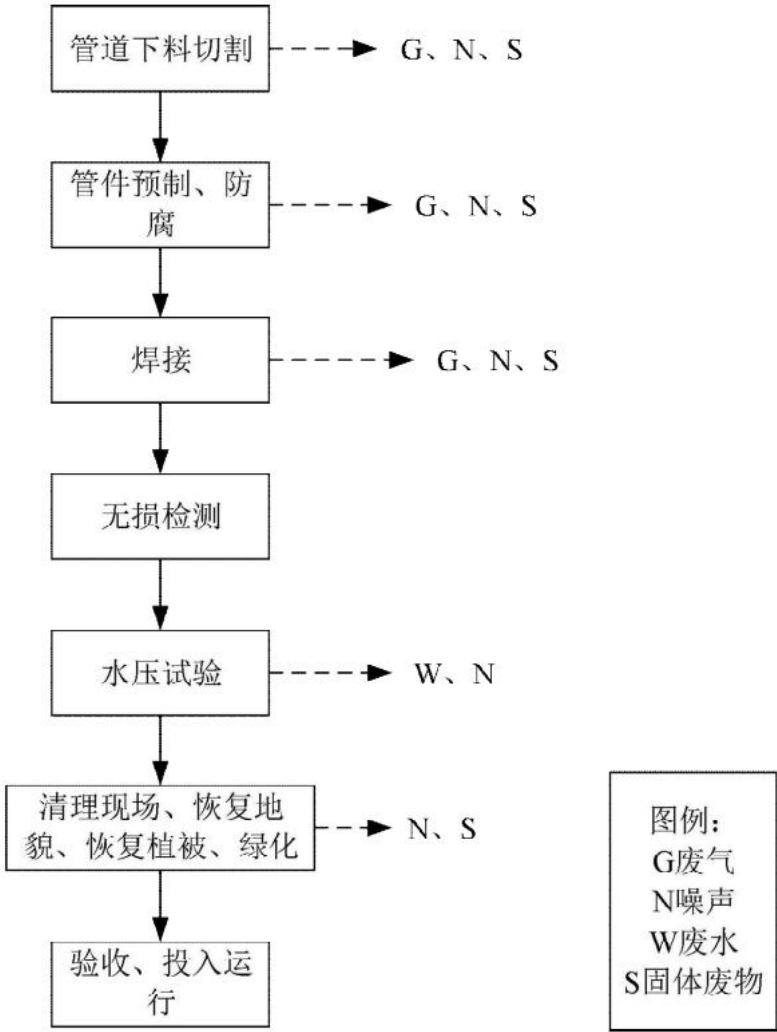 管道下料切割
G、N、S
管件预制、防
腐
G、N、S
焊接
G、N、S
无损检测
水压试验
W、N
清理现场、恢复地
貌、恢复植被、绿化
N、S
验收、投入运
行
图例：
G废气
N噪声
W废水
S固体废物